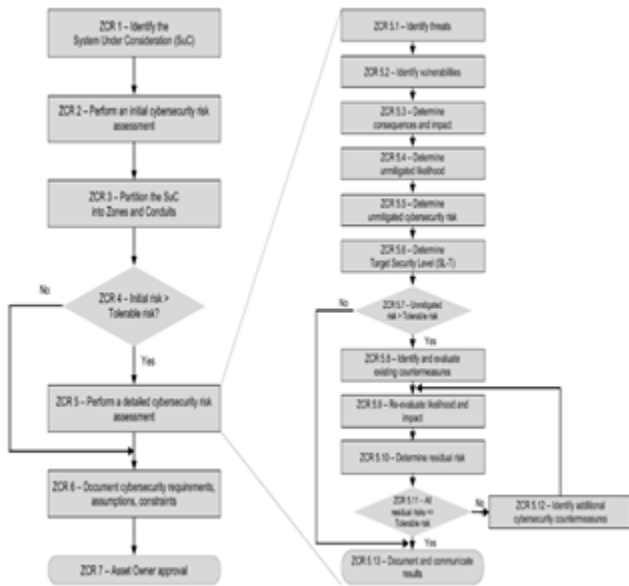 ZCR 1 – Identify the
System Under Consideration (SuC)
ZCR 2 – Perform an initial cybersecurity risk
assessment
ZCR 3 – Partition the SuC
into Zones and Conduits
ZCR 4 – Initial risk >
Tolerable risk?
No
Yes
ZCR 5 – Perform a detailed cybersecurity risk
assessment
ZCR 6 – Document cybersecurity requirements,
assumptions, constraints
ZCR 7 – Asset Owner approval
ZCR 5.1 – Identify threats
ZCR 5.2 – Identify vulnerabilities
ZCR 5.3 – Determine
consequences and impact
ZCR 5.4 – Determine
unmitigated likelihood
ZCR 5.5 – Determine
unmitigated cybersecurity risk
ZCR 5.6 – Determine
Target Security Level (SL-T)
ZCR 5.7 – Unmitigated
risk > Tolerable risk
No
Yes
ZCR 5.8 – Identify and evaluate
existing countermeasures
ZCR 5.9 – Re-evaluate likelihood and
impact
ZCR 5.10 – Determine residual risk
ZCR 5.11 – All
residual risks <=
Tolerable risk
No
ZCR 5.12 – Identify additional
cybersecurity countermeasures
Yes
ZCR 5.13 – Document and communicate
results